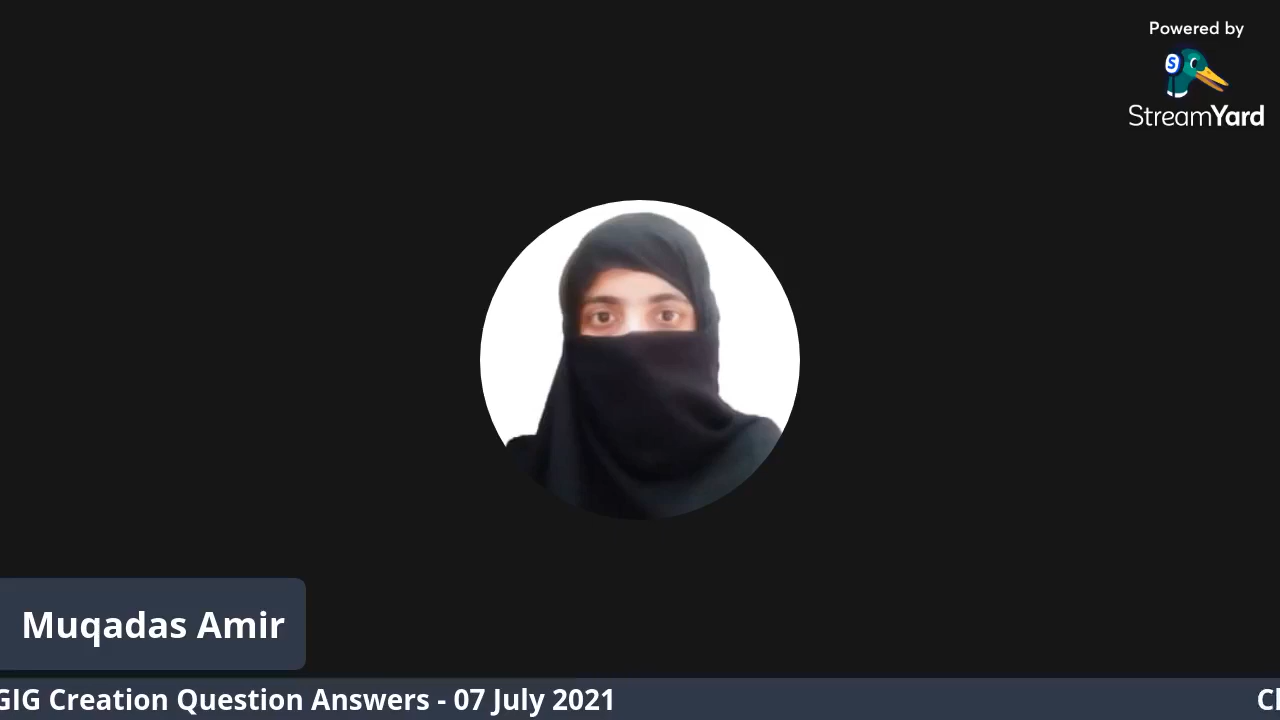 Powered by
S
StreamYard
Muqadas Amir
GIG Creation Question Answers - 07 July 2021